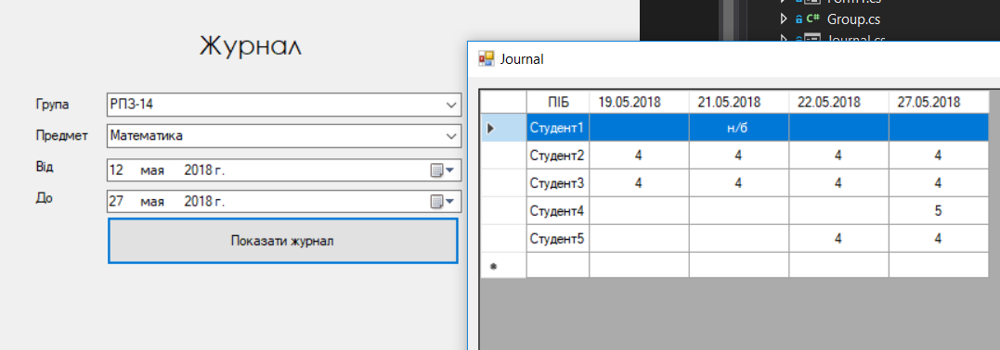 Form1.cs
C# Group.cs
Journal.cs
Журнал
Група РПЗ-14
Предмет Математика
Від 12 мая 2018 г.
До 27 мая 2018 г.
Показати журнал
Journal
ПІБ 19.05.2018 21.05.2018 22.05.2018 27.05.2018
Студент1 н/б
Студент2 4 4 4 4
Студент3 4 4 4 4
Студент4 5
Студент5 4 4